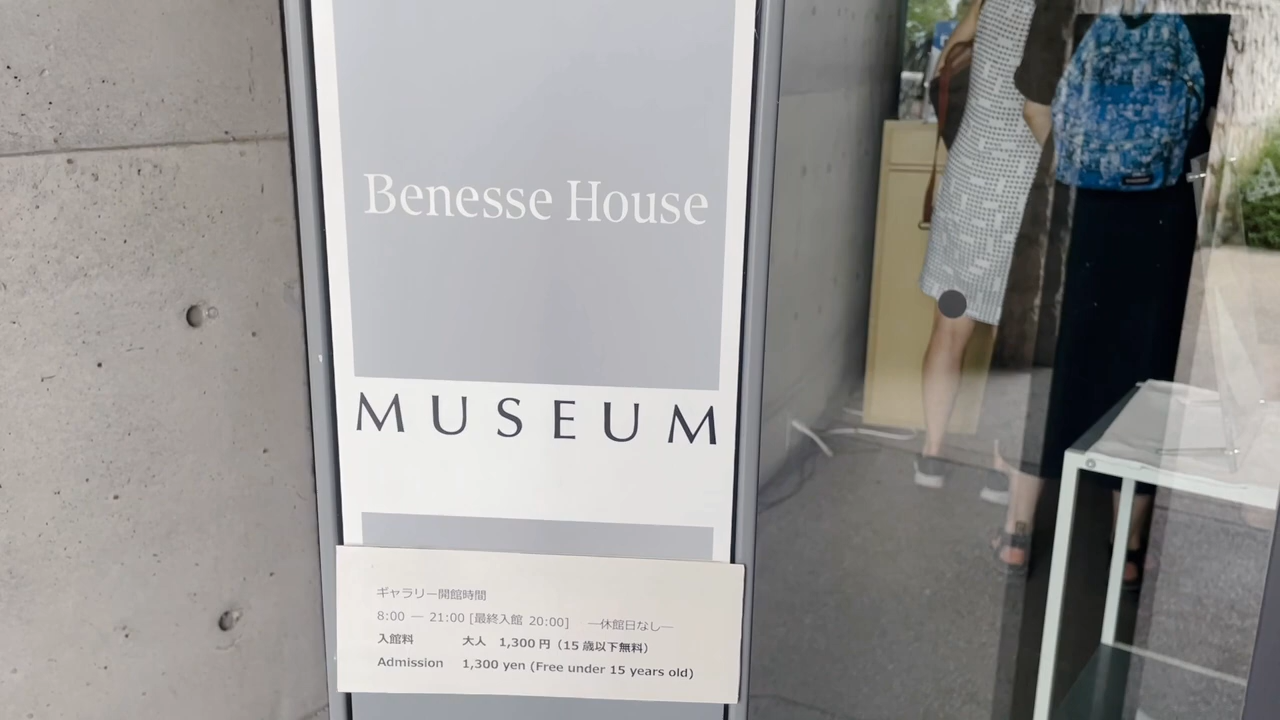 Benesse House
MUSEUM
ギャラリー開館時間
8:00 ― 21:00 [最終入館 20:00] ―休館日なし―
入館料 大人 1,300 円（15 歳以下無料）
Admission 1,300 yen (Free under 15 years old)